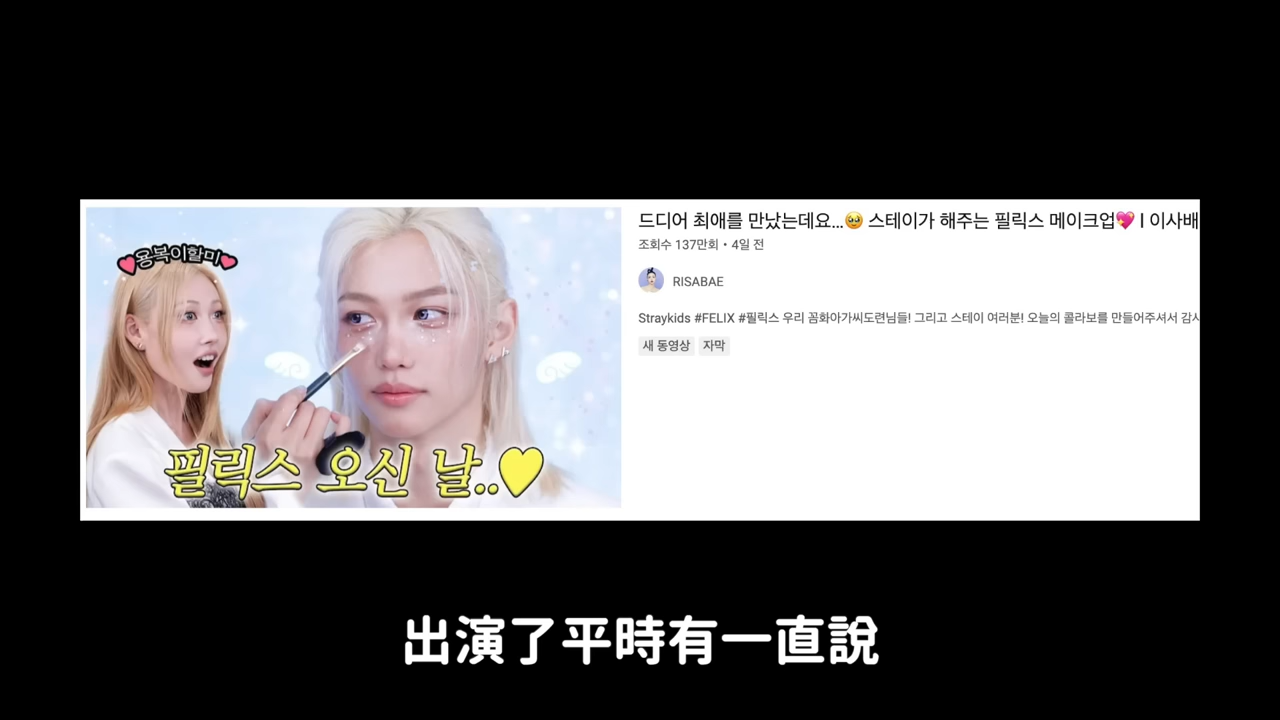 용복이할미
필릭스 오신 날..
드디어 최애를 만났는데요...🥹 스테이가 해주는 필릭스 메이크업💖 I 이사배
조회수 137만회 • 4일 전
RISABAE
Straykids #FELIX #필릭스 우리 꼼화아가씨도련님들! 그리고 스테이 여러분! 오늘의 콜라보를 만들어주셔서 감사
새 동영상 자막
出演了平時有一直說